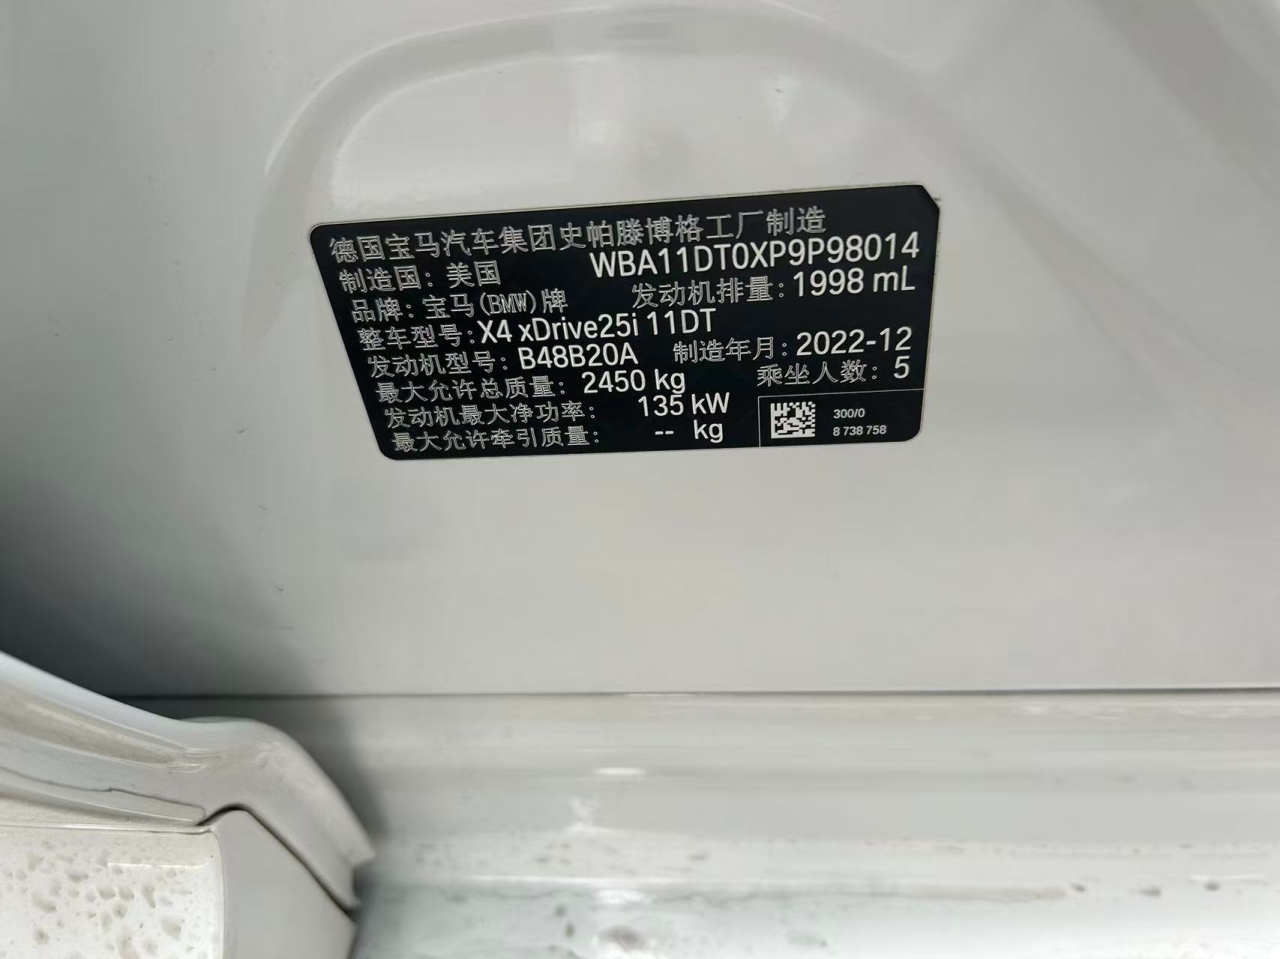 德国宝马汽车集团史帕滕博格工厂制造
制造国：美国 WBA11DT0XP9P98014
品牌：宝马(BMW)牌 发动机排量：1998 mL
整车型号：X4 xDrive25i 11DT
发动机型号：B48B20A 制造年月：2022-12
最大允许总质量：2450 kg 乘坐人数：5
发动机最大净功率：135 kW
最大允许牵引质量：-- kg
300/0
8 738 758